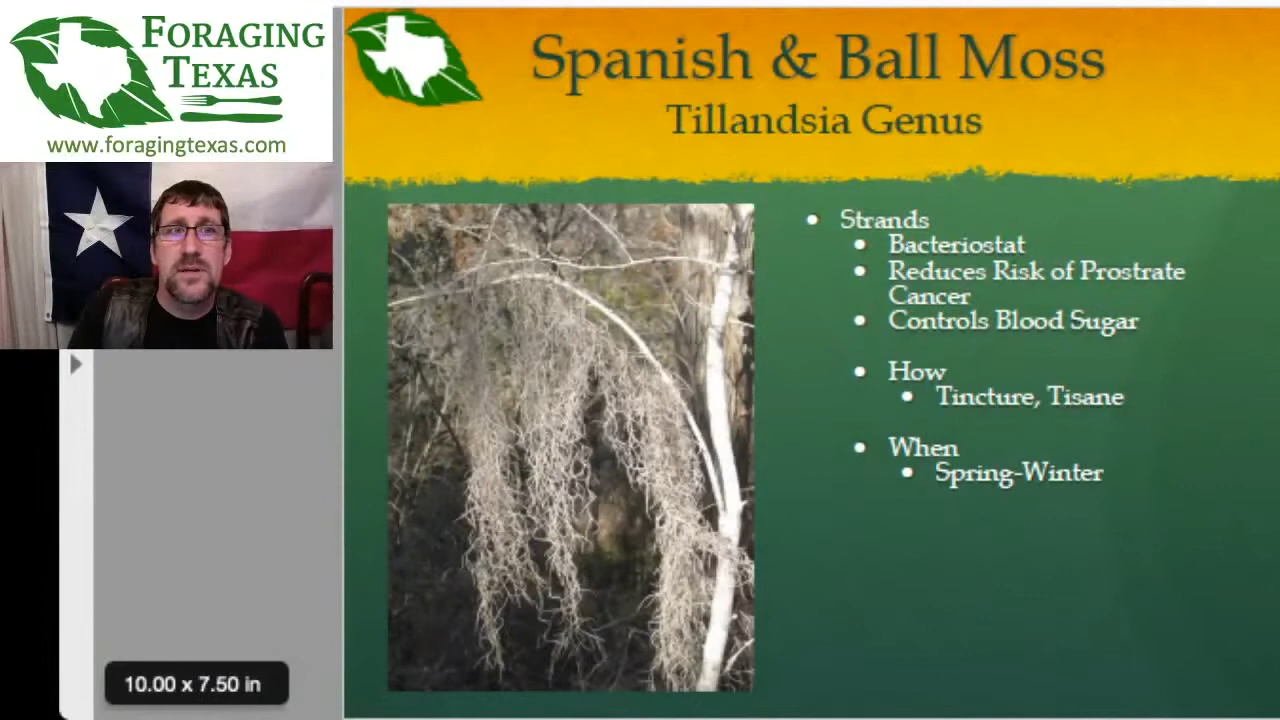 FORAGING
TEXAS
www.foragingtexas.com
Spanish & Ball Moss
Tillandsia Genus
• Strands
• Bacteriostat
• Reduces Risk of Prostrate
Cancer
• Controls Blood Sugar
• How
• Tincture, Tisane
• When
• Spring-Winter
10.00 x 7.50 in